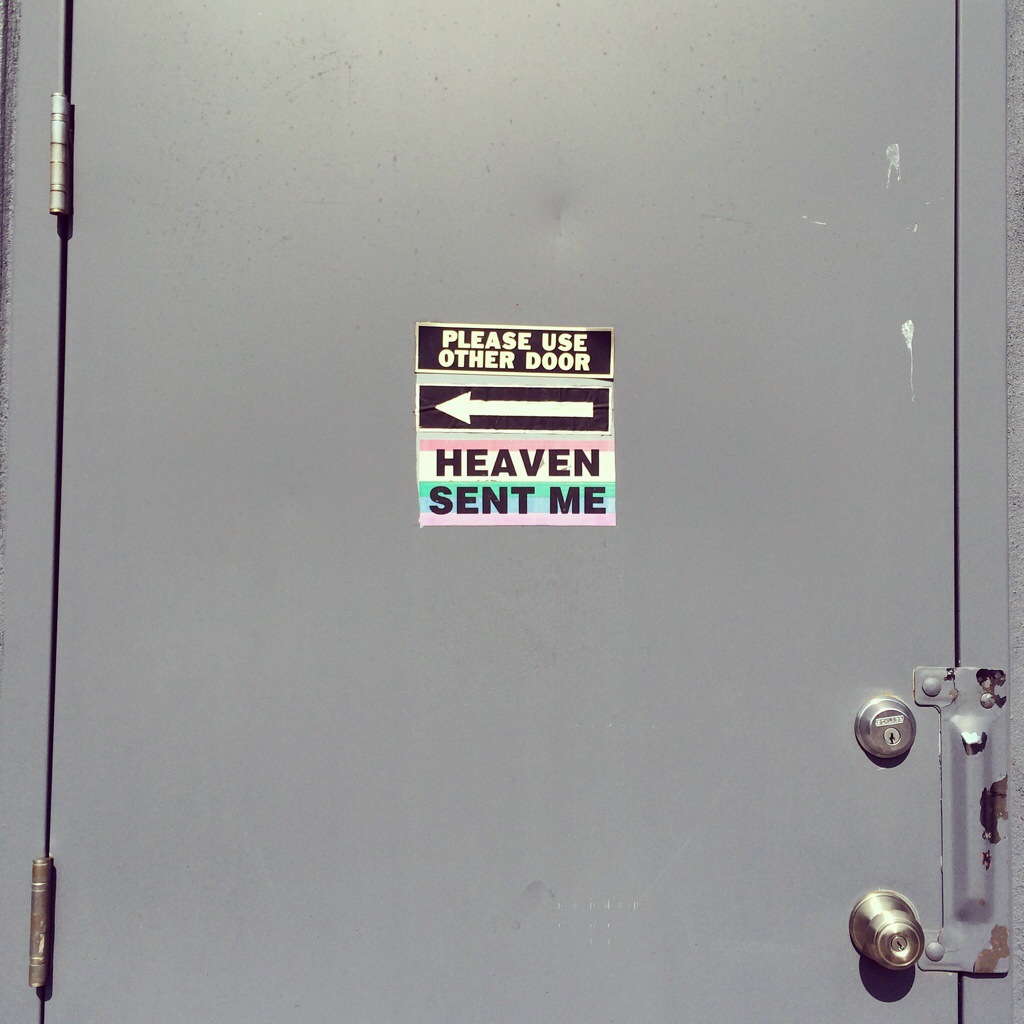 PLEASE USE
OTHER DOOR
HEAVEN
SENT ME